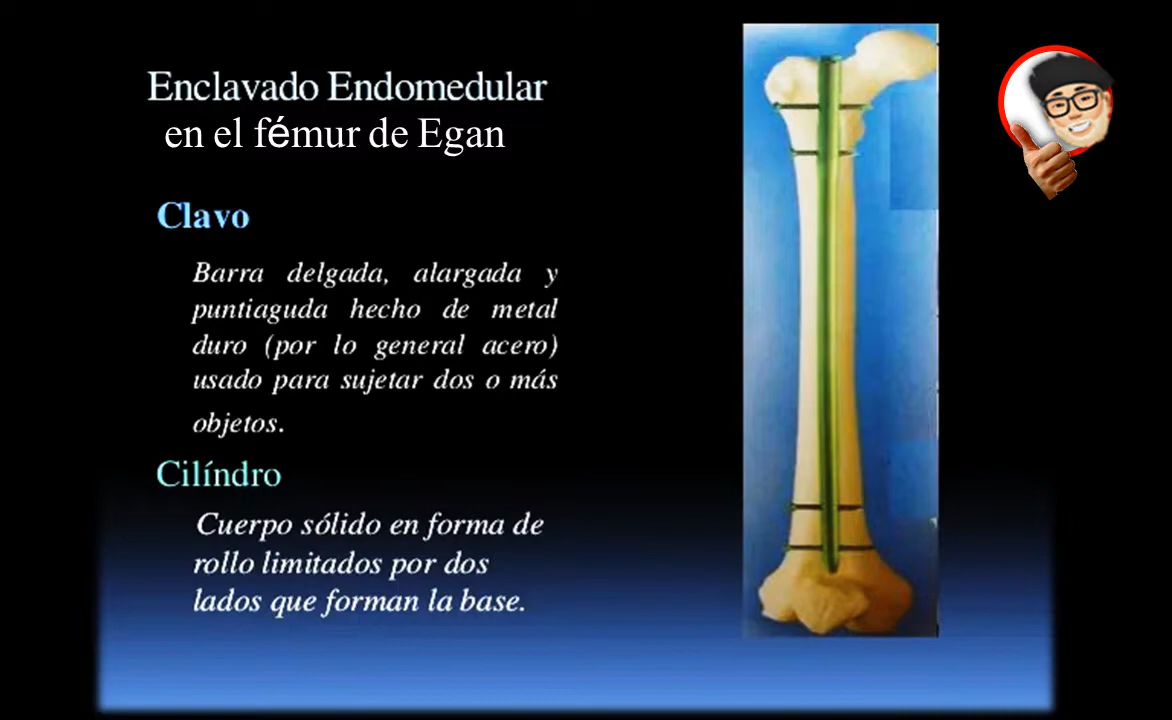 Enclavado Endomedular
en el fémur de Egan
Clavo
Barra delgada, alargada y
puntiaguda hecho de metal
duro (por lo general acero)
usado para sujetar dos o más
objetos.
Cilíndro
Cuerpo sólido en forma de
rollo limitados por dos
lados que forman la base.